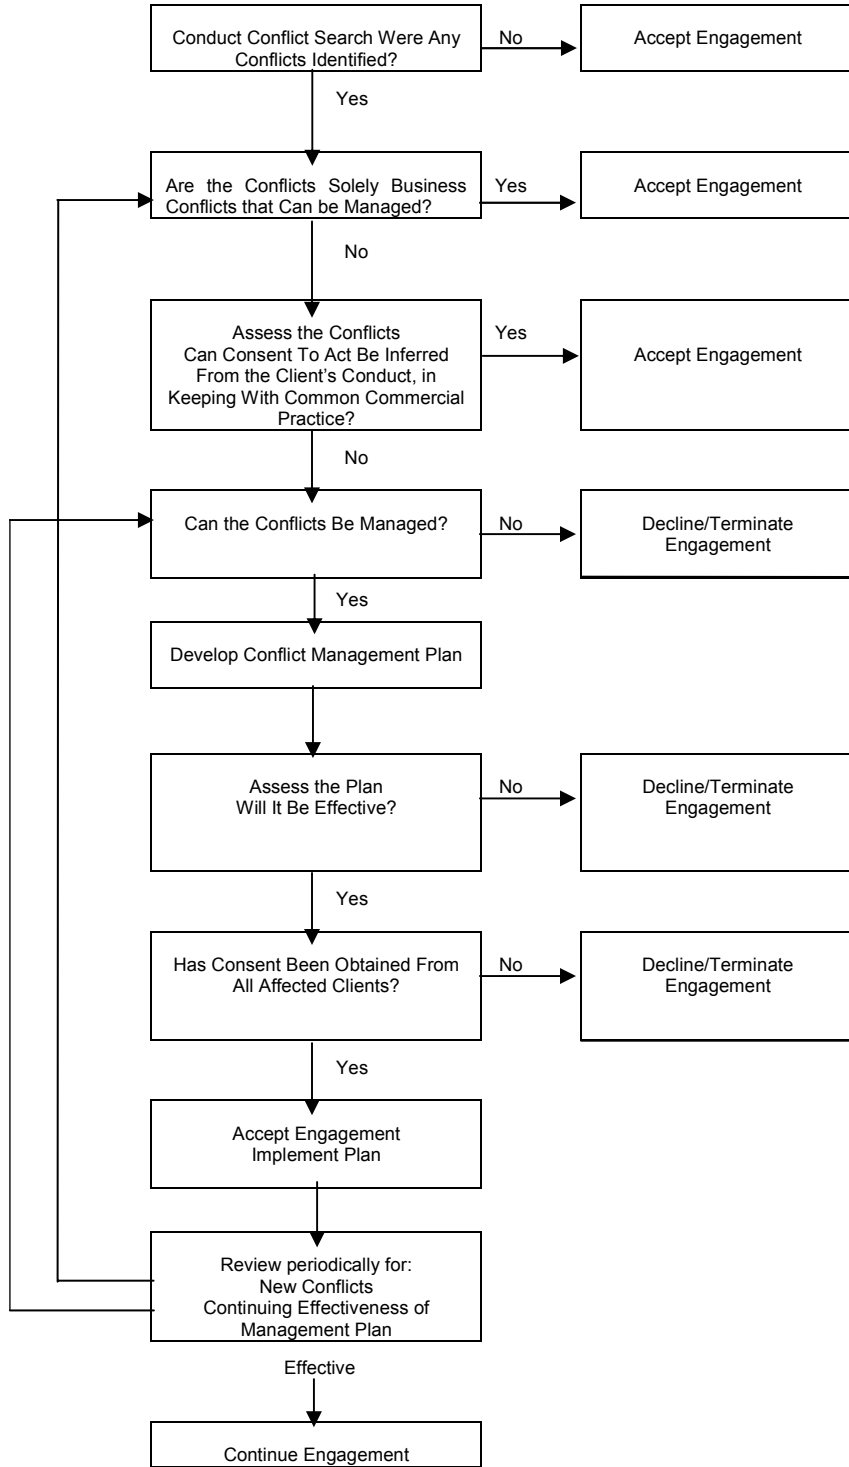 Conduct Conflict Search Were Any
Conflicts Identified?
No
Accept Engagement
Yes
Are the Conflicts Solely Business
Conflicts that Can be Managed?
Yes
Accept Engagement
No
Assess the Conflicts
Can Consent To Act Be Inferred
From the Client's Conduct, in
Keeping With Common Commercial
Practice?
Yes
Accept Engagement
No
Can the Conflicts Be Managed?
No
Decline/Terminate
Engagement
Yes
Develop Conflict Management Plan
Assess the Plan
Will It Be Effective?
No
Decline/Terminate
Engagement
Yes
Has Consent Been Obtained From
All Affected Clients?
No
Decline/Terminate
Engagement
Yes
Accept Engagement
Implement Plan
Review periodically for:
New Conflicts
Continuing Effectiveness of
Management Plan
Effective
Continue Engagement